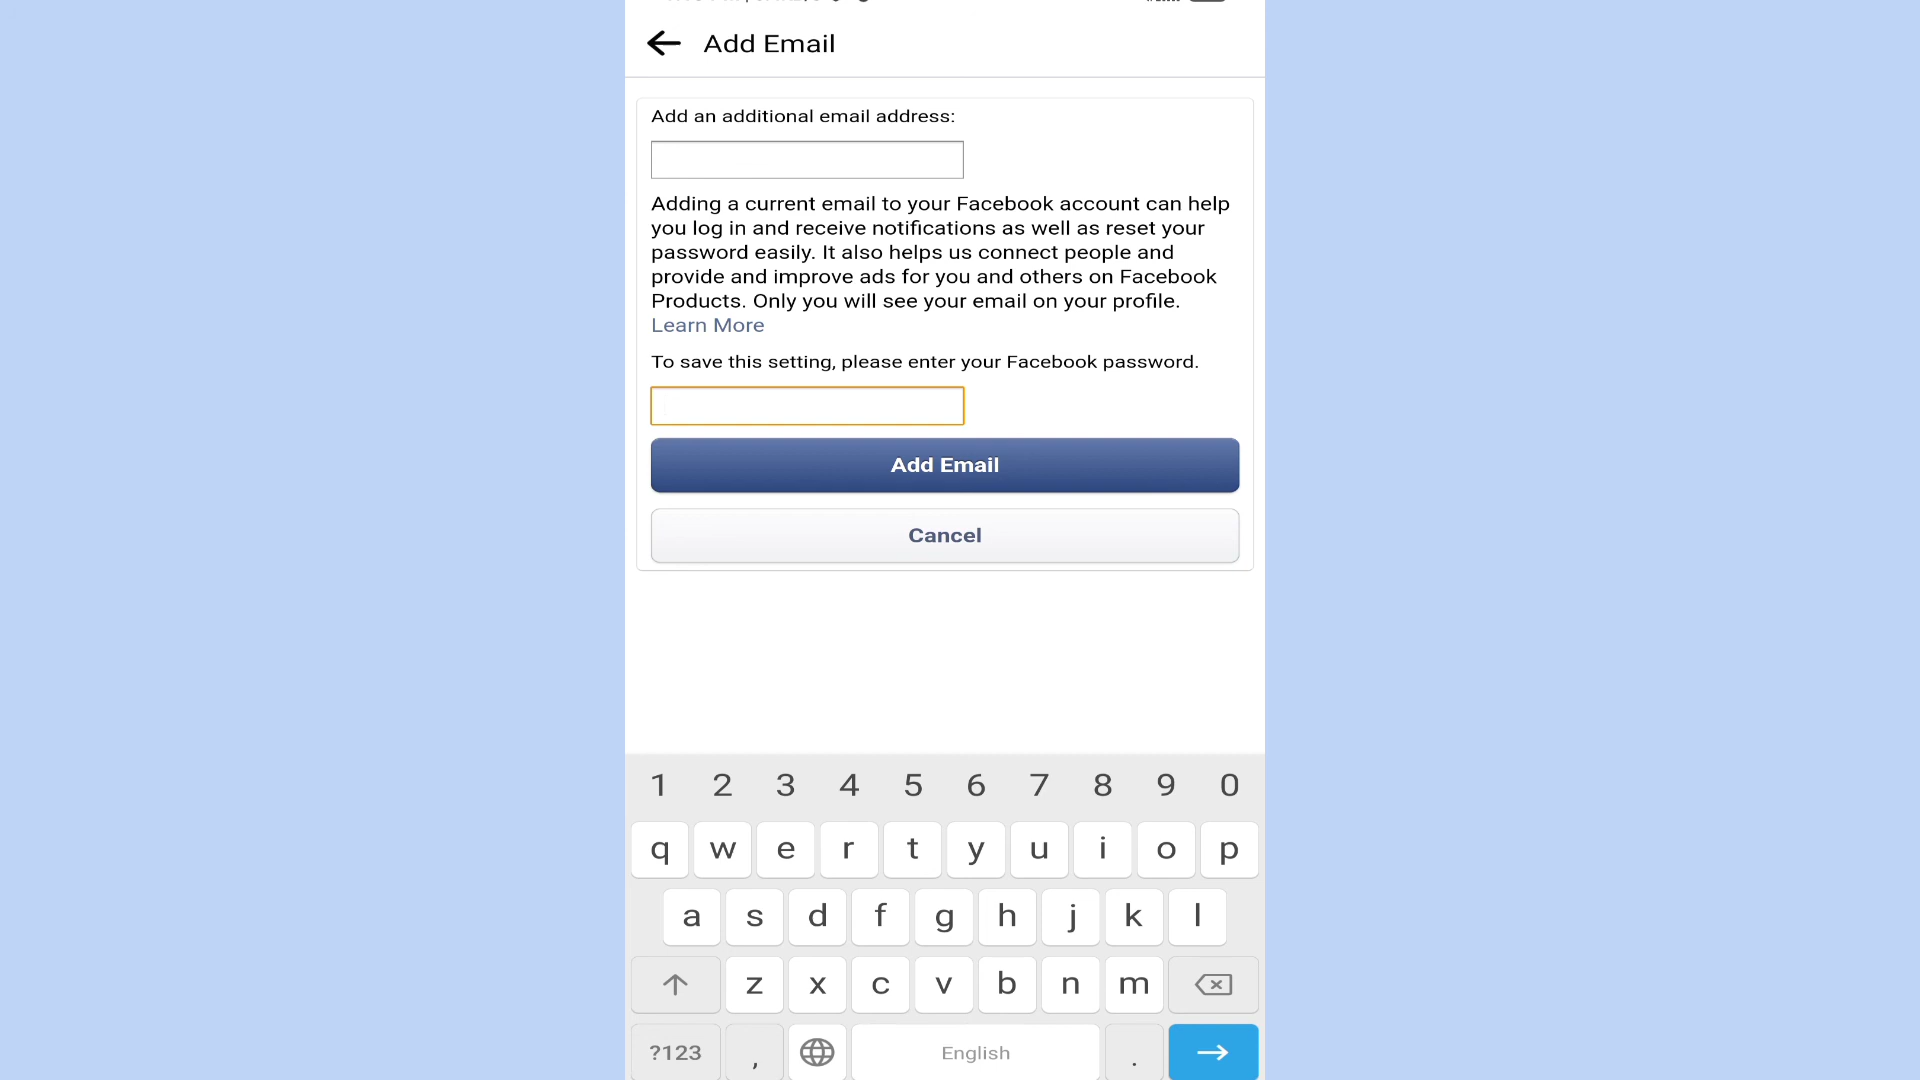 Add Email
Add an additional email address:
Adding a current email to your Facebook account can help
you log in and receive notifications as well as reset your
password easily. It also helps us connect people and
provide and improve ads for you and others on Facebook
Products. Only you will see your email on your profile.
Learn More
To save this setting, please enter your Facebook password.
Add Email
Cancel
1 2 3 4 5 6 7 8 9 0
q w e r t y u i o p
a s d f g h j k l
z x c v b n m
?123 , English .